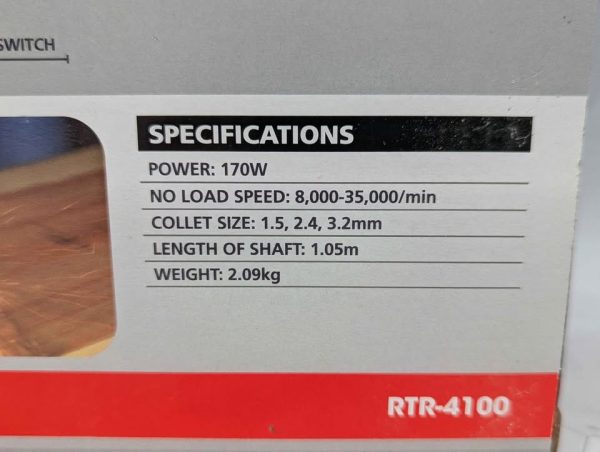 SWITCH
SPECIFICATIONS
POWER: 170W
NO LOAD SPEED: 8,000-35,000/min
COLLET SIZE: 1.5, 2.4, 3.2mm
LENGTH OF SHAFT: 1.05m
WEIGHT: 2.09kg
RTR-4100